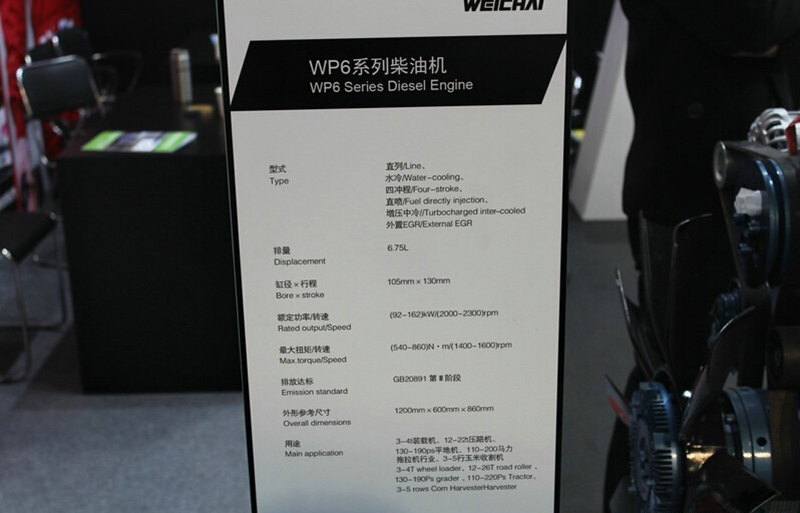 WEICHAI
WP6系列柴油机
WP6 Series Diesel Engine
型式
Type
直列/Line、
水冷/Water-cooling、
四冲程/Four-stroke、
直喷/Fuel directly injection、
增压中冷//Turbocharged inter-cooled
外置EGR/External EGR
排量
Displacement
6.75L
缸径×行程
Bore×stroke
105mm×130mm
额定功率/转速
Rated output/Speed
(92-162)kW/(2000-2300)rpm
最大扭矩/转速
Max.torque/Speed
(540-860)N·m/(1400-1600)rpm
排放达标
Emission standard
GB20891 第Ⅲ阶段
外形参考尺寸
Overall dimensions
1200mm×600mm×860mm
用途
Main application
3-4t装载机、12-22t压路机、
130-190ps平地机、110-200马力
拖拉机行业、3-5行玉米收割机
3-4T wheel loader、12-26T road roller、
130-190Ps grader、110-220Ps Tractor、
3-5 rows Corn HarvesterHarvester